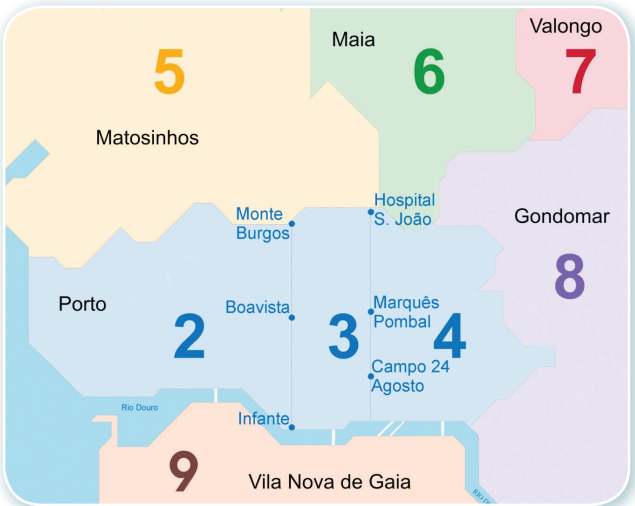 Valongo
Maia
5
6
7
Matosinhos
Hospital
S. João
Monte
Burgos
Gondomar
8
Porto
Boavista
Marquês
Pombal
2
3
4
Campo 24
Agosto
Rio Douro
Infante
9
Vila Nova de Gaia